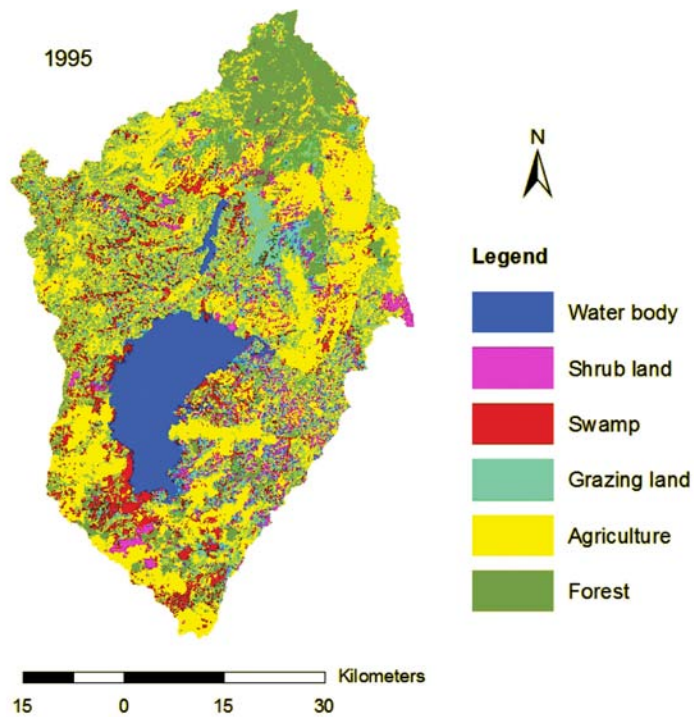 1995
N
Legend
Water body
Shrub land
Swamp
Grazing land
Agriculture
Forest
Kilometers
15 0 15 30